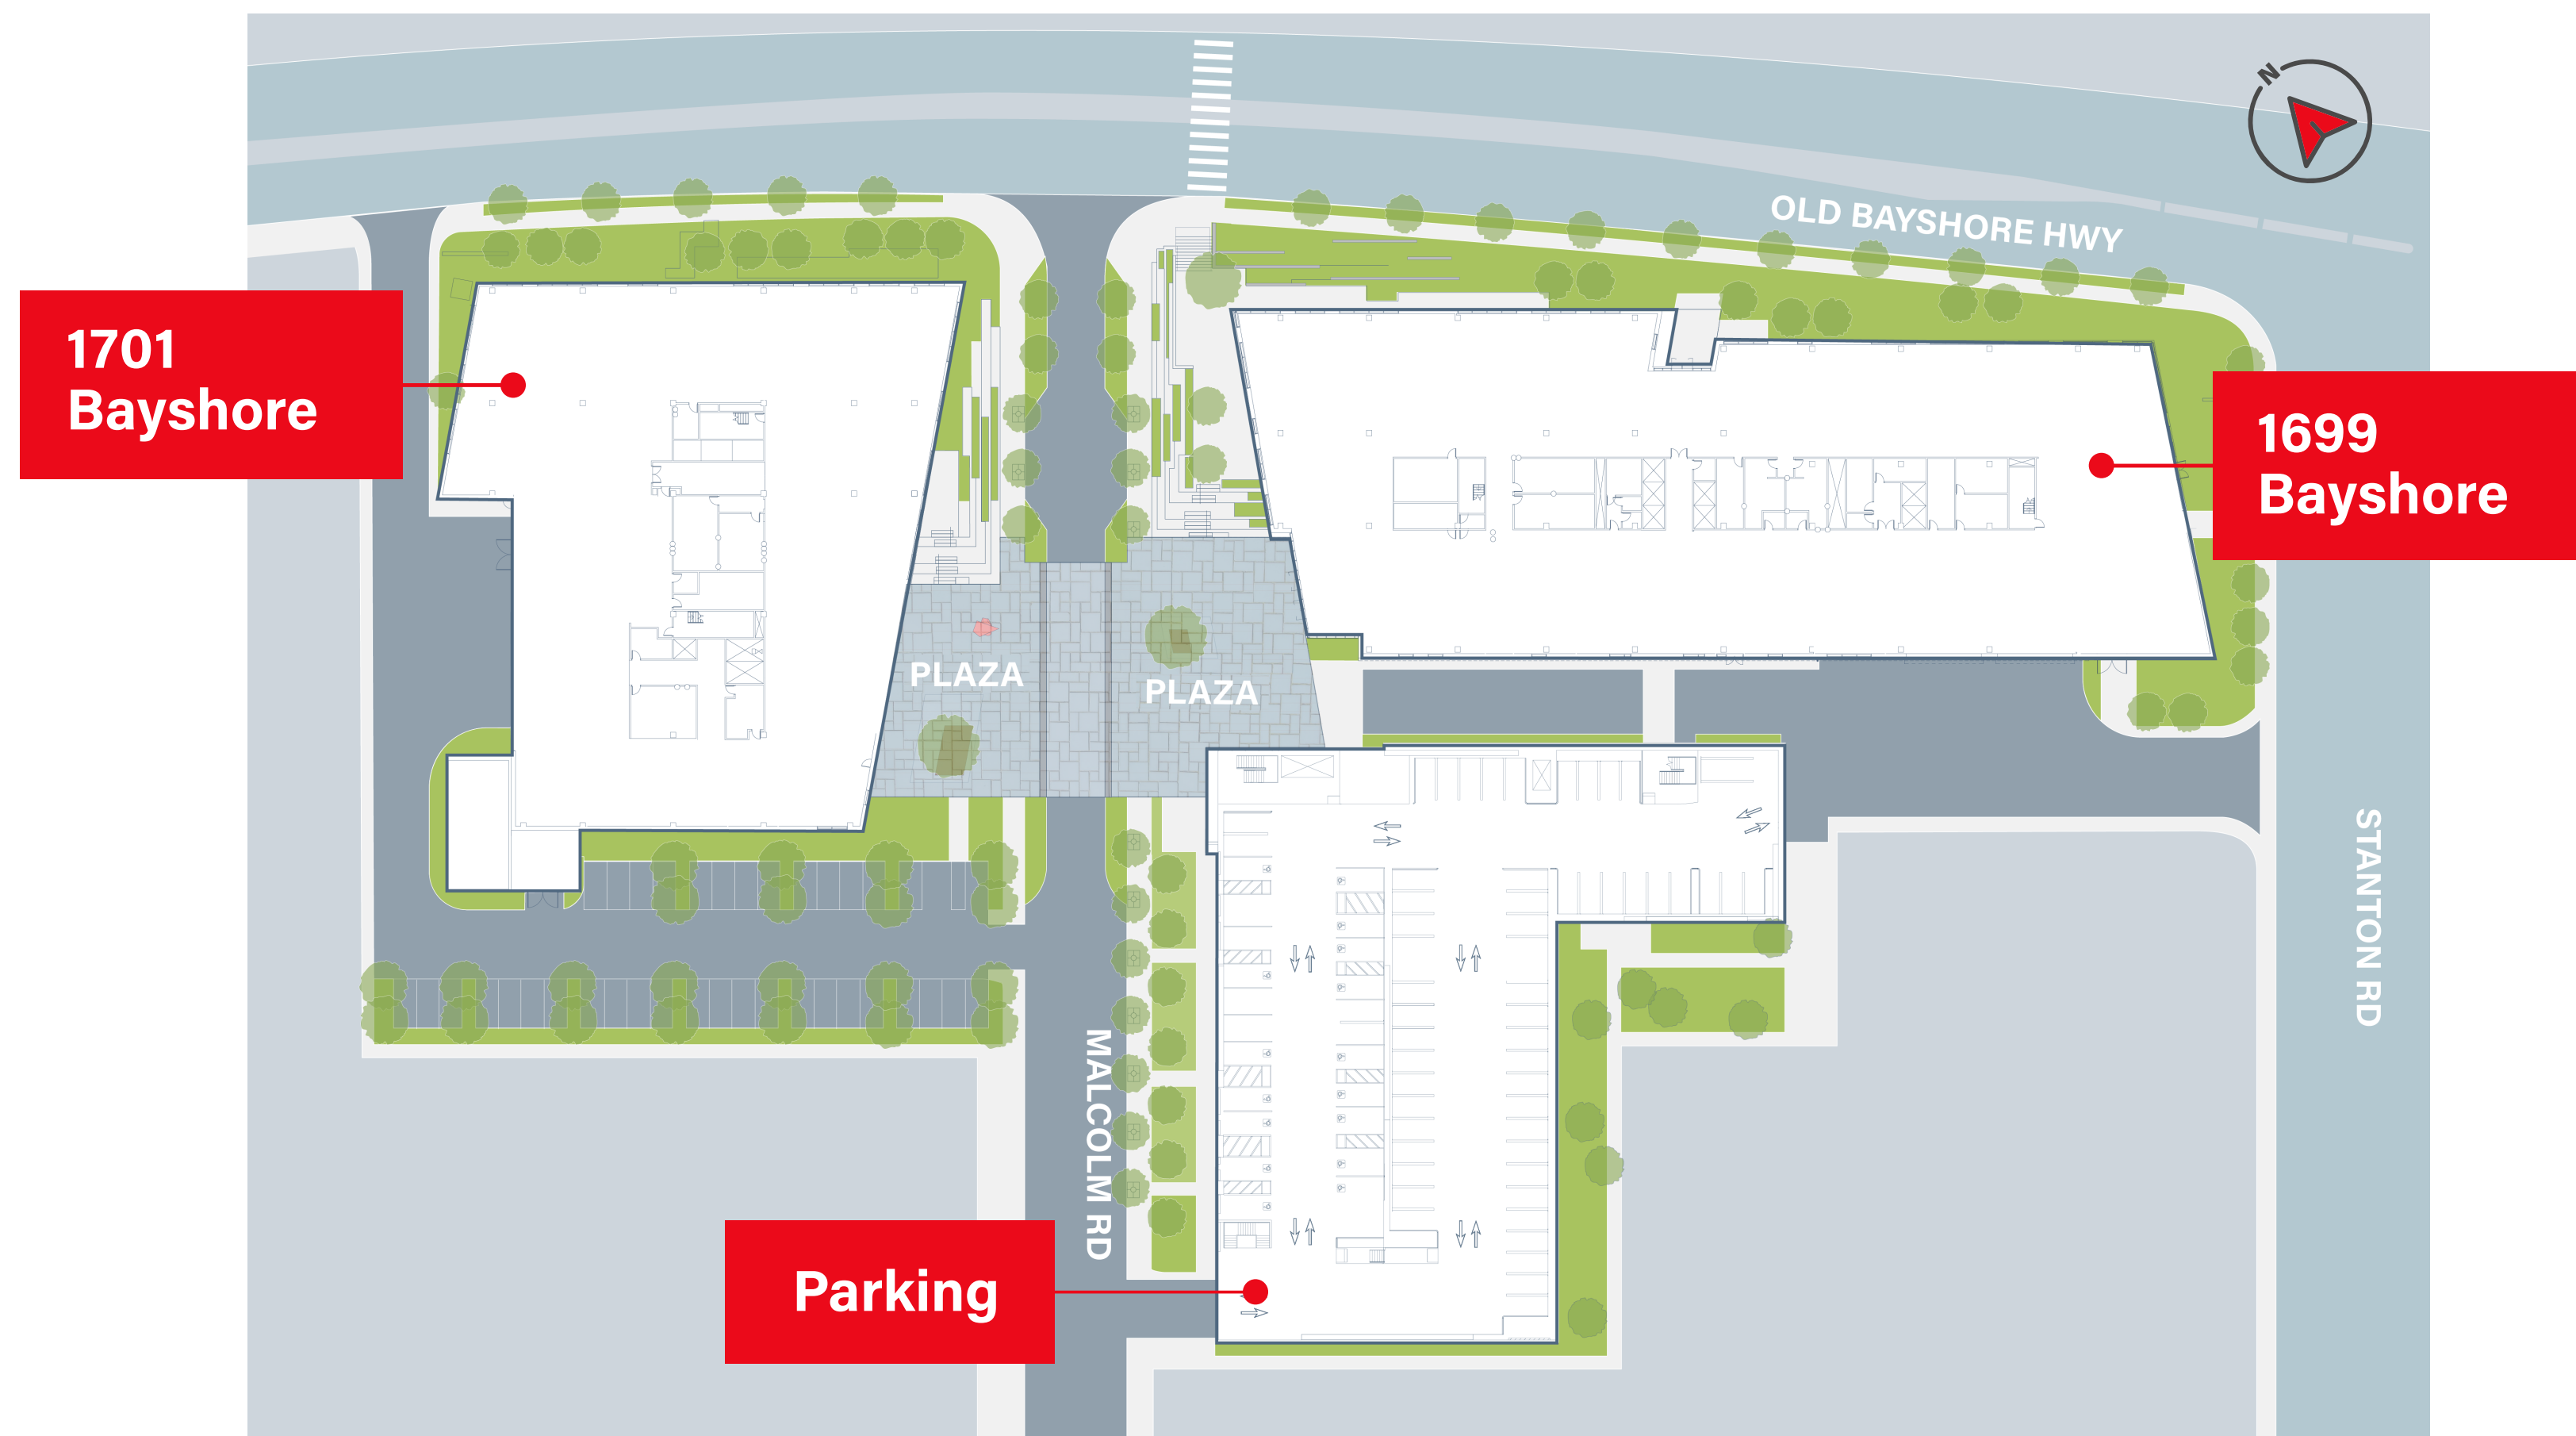 N
OLD BAYSHORE HWY
1701
Bayshore
1699
Bayshore
PLAZA
PLAZA
STANTON RD
MALCOLM RD
Parking